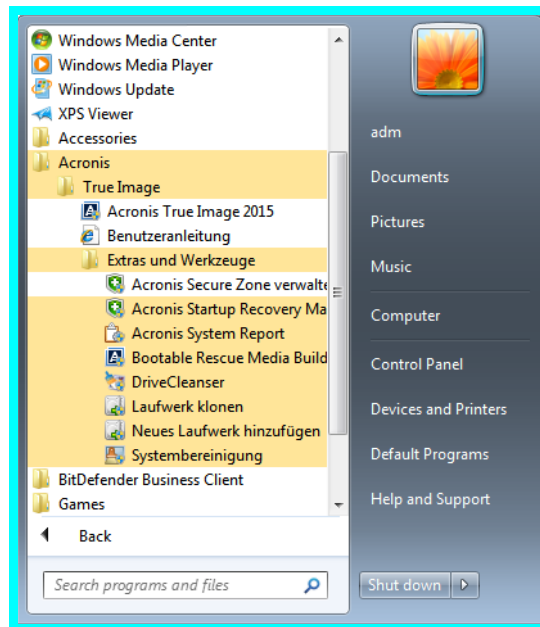 Windows Media Center
Windows Media Player
Windows Update
XPS Viewer
Accessories
Acronis
True Image
Acronis True Image 2015
Benutzeranleitung
Extras und Werkzeuge
Acronis Secure Zone verwalte
Acronis Startup Recovery Ma
Acronis System Report
Bootable Rescue Media Build
DriveCleanser
Laufwerk klonen
Neues Laufwerk hinzufügen
Systembereinigung
BitDefender Business Client
Games
Back
Search programs and files
adm
Documents
Pictures
Music
Computer
Control Panel
Devices and Printers
Default Programs
Help and Support
Shut down